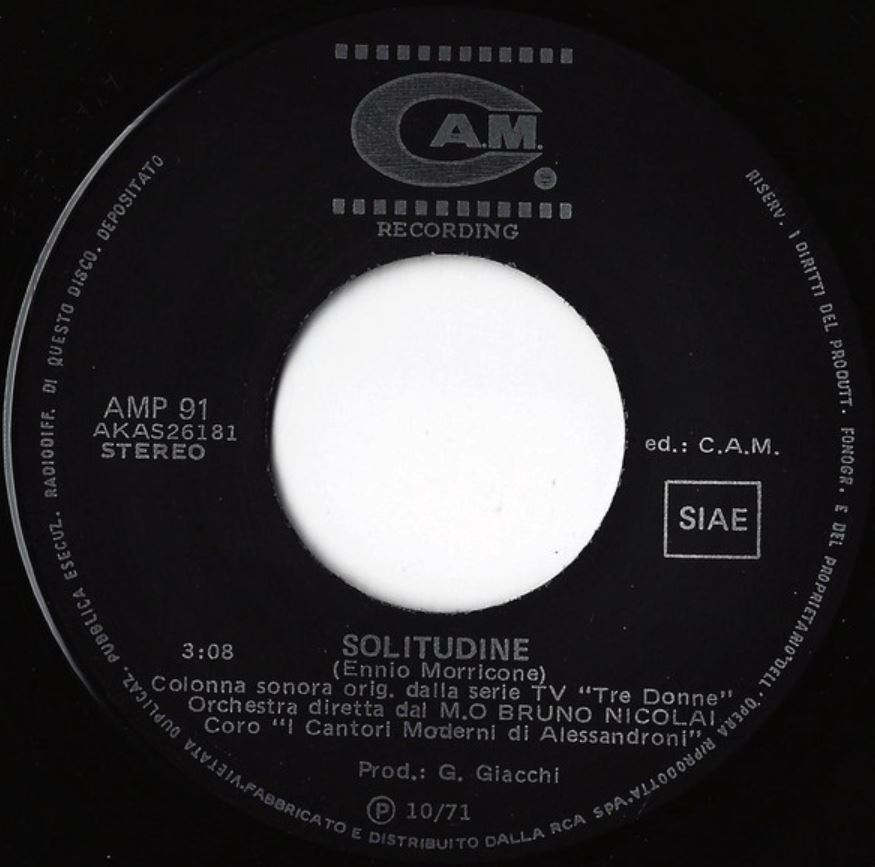 C.A.M.
RECORDING
AMP 91
AKAS26181
STEREO
ed.: C.A.M.
SIAE
3:08
SOLITUDINE
(Ennio Morricone)
Colonna sonora orig. dalla serie TV "Tre Donne"
Orchestra diretta dal M.O BRUNO NICOLAI
Coro "I Cantori Moderni di Alessandroni"
Prod.: G. Giacchi
Ⓟ 10/71
RISERV. I DIRITTI DEL PRODUTT. FONOGR. E DEL PROPRIETARIO DELL'OPERA RIPRODOTTA. VIETATA DUPLICAZ. PUBBLICA ESECUZ. RADIODIFF. DI QUESTO DISCO. DEPOSITATO
FABBRICATO E DISTRIBUITO DALLA RCA SPA.